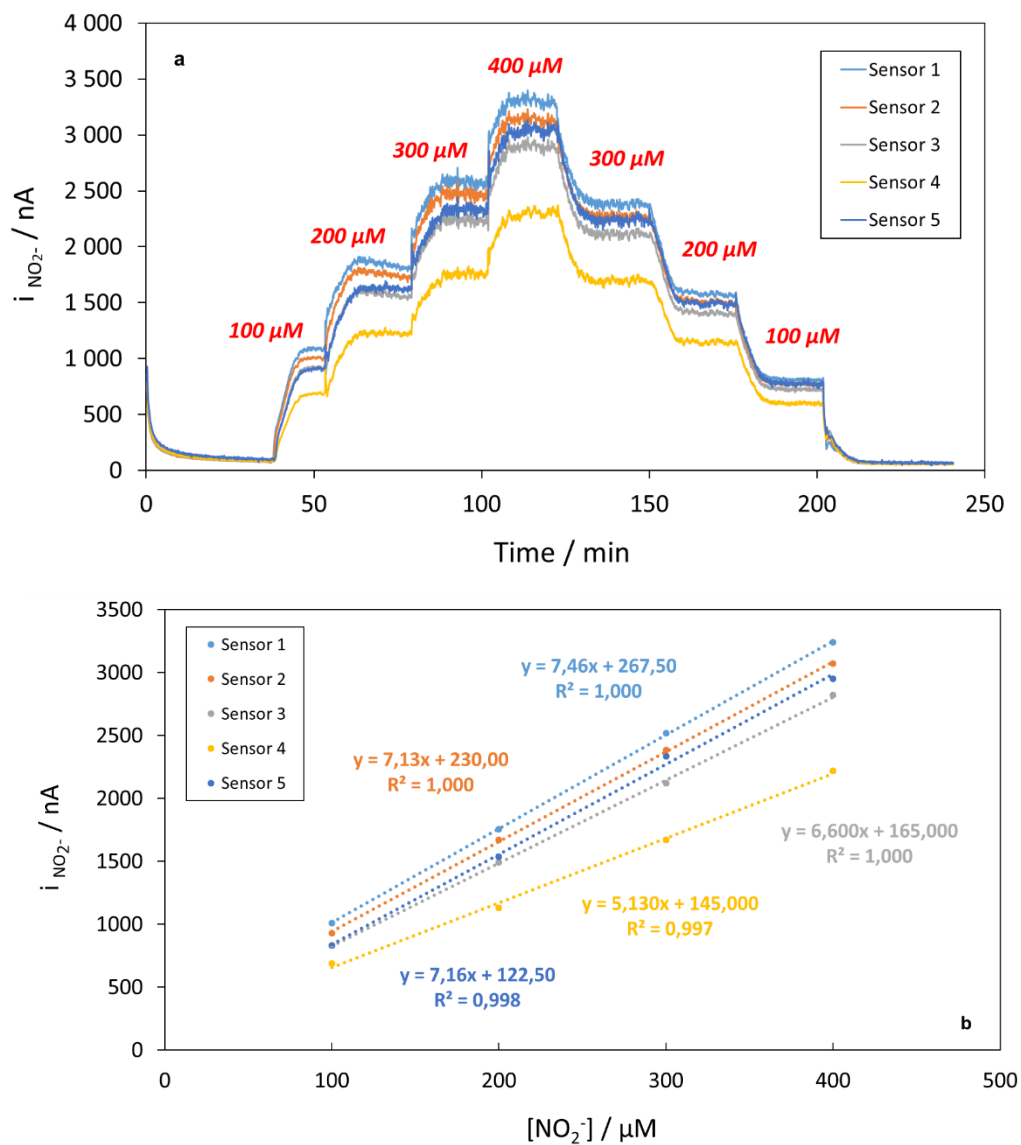 4 000
3 500
3 000
2 500
2 000
1 500
1 000
500
0
i NO2- / nA
a
100 µM
200 µM
300 µM
400 µM
300 µM
200 µM
100 µM
Sensor 1
Sensor 2
Sensor 3
Sensor 4
Sensor 5
0
50
100
150
200
250
Time / min
3500
3000
2500
2000
1500
1000
500
0
i NO2- / nA
Sensor 1
Sensor 2
Sensor 3
Sensor 4
Sensor 5
y = 7,46x + 267,50
R² = 1,000
y = 7,13x + 230,00
R² = 1,000
6,600x + 165,000
R² = 1,000
y = 5,130x + 145,000
R² = 0,997
y = 7,16x + 122,50
R² = 0,998
b
0
100
200
300
400
500
[NO2-] / µM